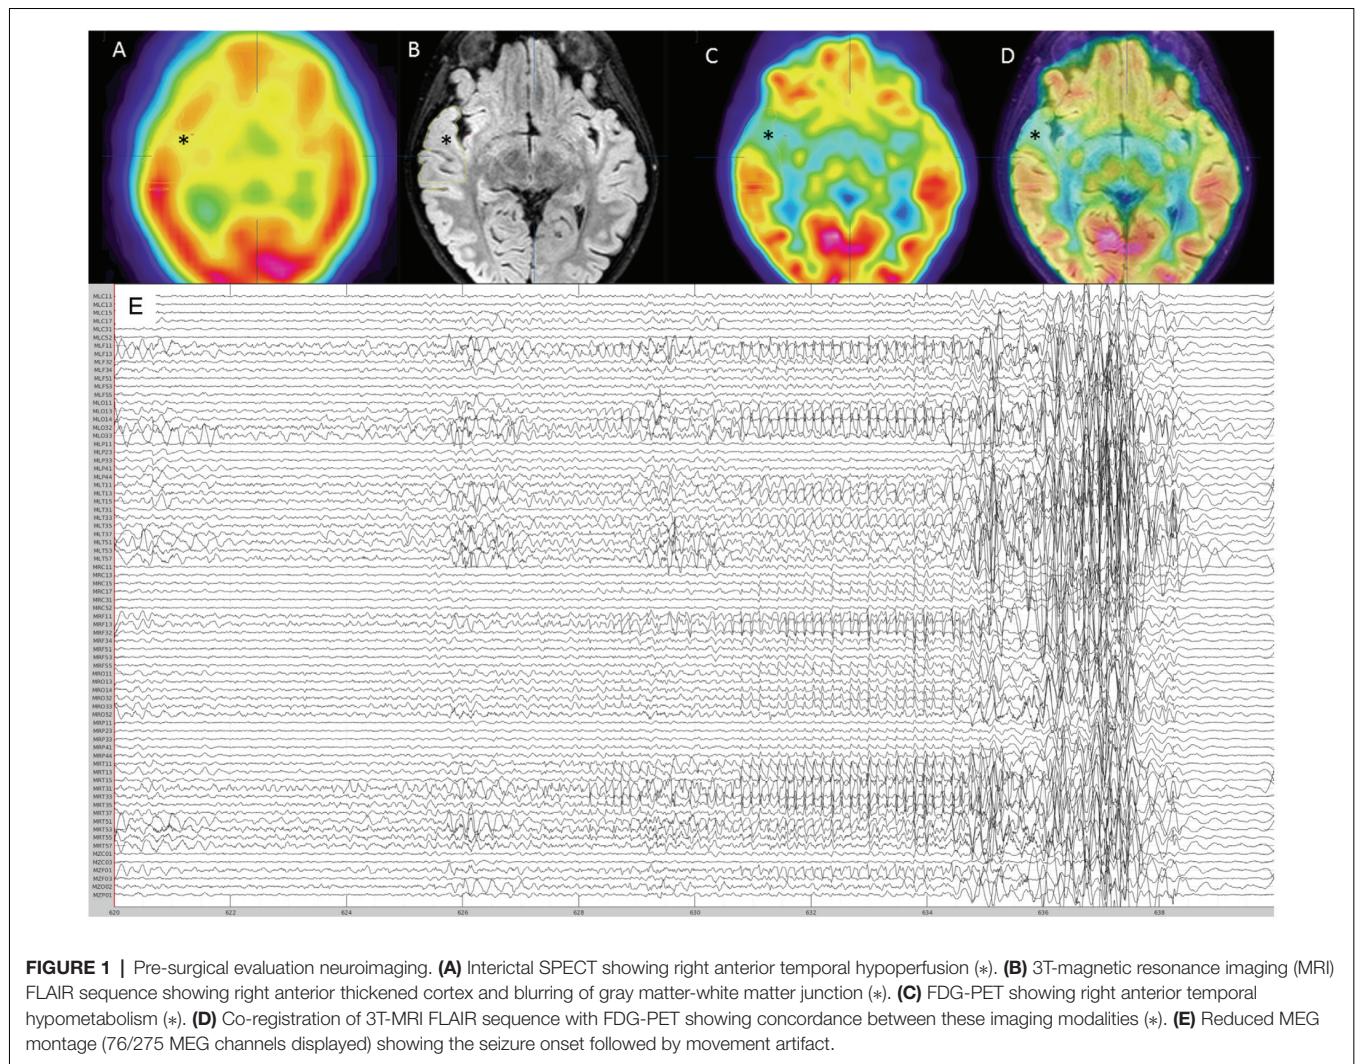 A
B
C
D
E
MLC11
MLC13
MLC15
MLC17
MLC31
MLC52
MLF11
MLF13
MLF32
MLF34
MLF51
MLF53
MLF55
MLO11
MLO13
MLO14
MLO32
MLO33
MLP11
MLP23
MLP33
MLP41
MLP44
MLT11
MLT13
MLT15
MLT31
MLT33
MLT35
MLT37
MLT51
MLT53
MLT57
MRC11
MRC13
MRC15
MRC17
MRC31
MRC52
MRF11
MRF13
MRF32
MRF34
MRF51
MRF53
MRF55
MRO11
MRO13
MRO14
MRO32
MRO33
MRO52
MRP11
MRP23
MRP33
MRP41
MRP44
MRT11
MRT13
MRT15
MRT31
MRT33
MRT35
MRT37
MRT51
MRT53
MRT55
MRT57
MZC01
MZC03
MZF01
MZF03
MZO02
MZP01
620 622 624 626 628 630 632 634 636 638
FIGURE 1 | Pre-surgical evaluation neuroimaging. (A) Interictal SPECT showing right anterior temporal hypoperfusion (*). (B) 3T-magnetic resonance imaging (MRI)
FLAIR sequence showing right anterior thickened cortex and blurring of gray matter-white matter junction (*). (C) FDG-PET showing right anterior temporal
hypometabolism (*). (D) Co-registration of 3T-MRI FLAIR sequence with FDG-PET showing concordance between these imaging modalities (*). (E) Reduced MEG
montage (76/275 MEG channels displayed) showing the seizure onset followed by movement artifact.